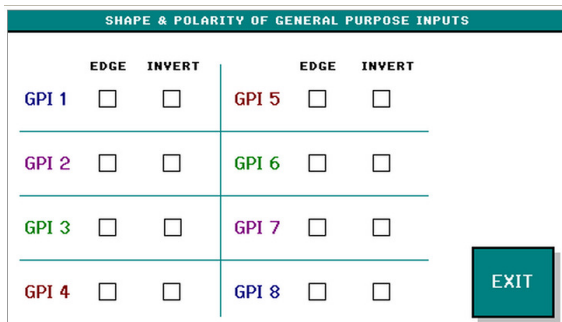 SHAPE & POLARITY OF GENERAL PURPOSE INPUTS
EDGE INVERT EDGE INVERT
GPI 1 GPI 5
GPI 2 GPI 6
GPI 3 GPI 7
GPI 4 GPI 8
EXIT